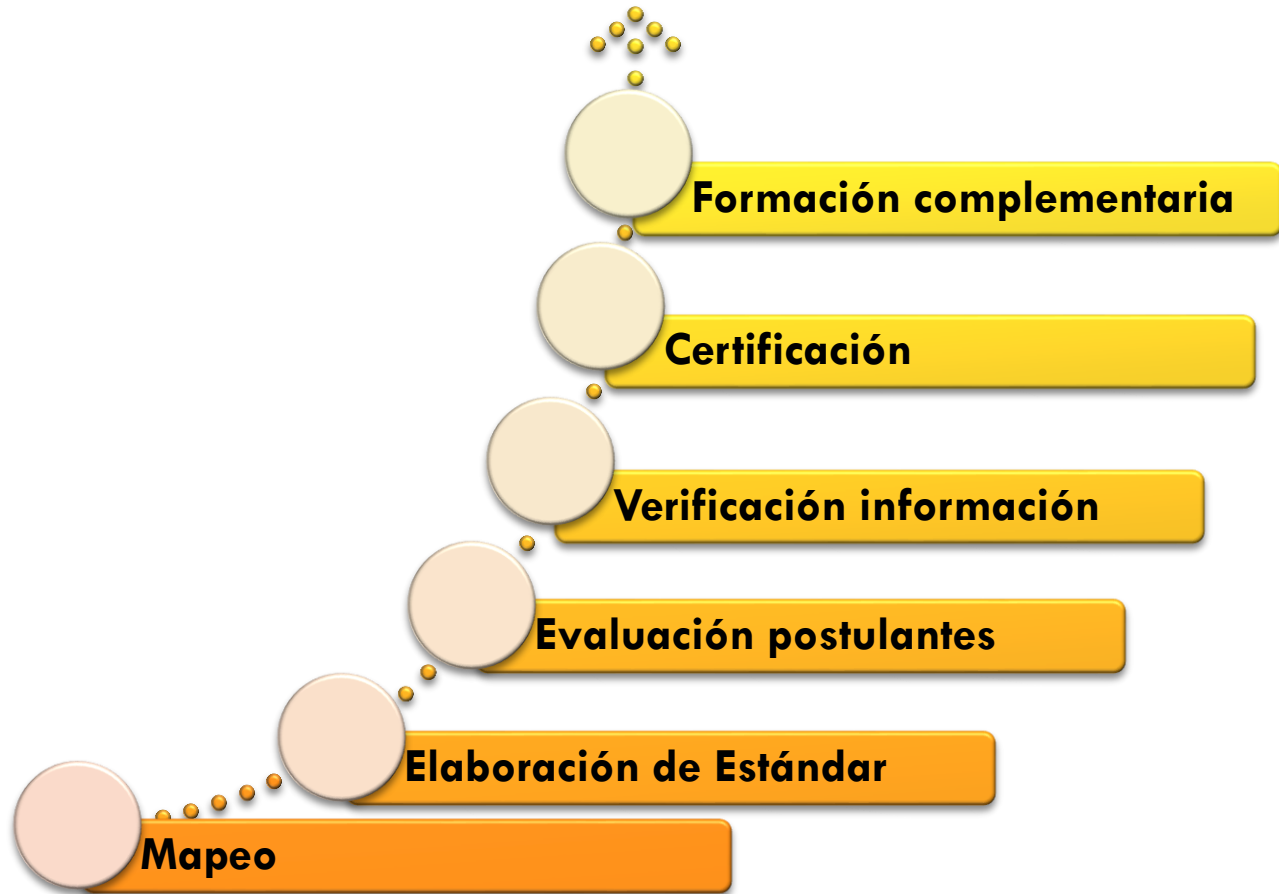 Formación complementaria
Certificación
Verificación información
Evaluación postulantes
Elaboración de Estándar
Mapeo